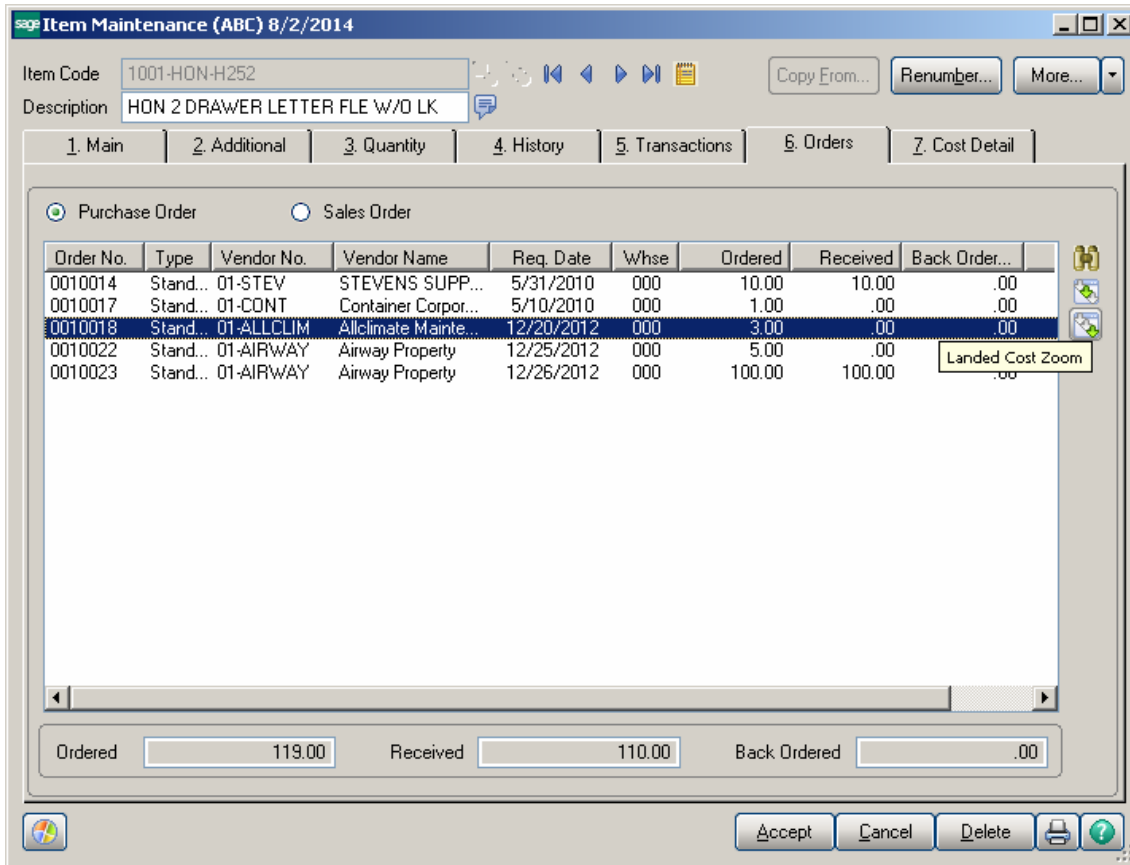 sage Item Maintenance (ABC) 8/2/2014
Item Code 1001-HON-H252 Copy From... Renumber... More...
Description HON 2 DRAWER LETTER FLE W/O LK
1. Main 2. Additional 3. Quantity 4. History 5. Transactions 6. Orders 7. Cost Detail
Purchase Order Sales Order
Order No. Type Vendor No. Vendor Name Req. Date Whse Ordered Received Back Order...
0010014 Stand... 01-STEV STEVENS SUPP... 5/31/2010 000 10.00 10.00 .00
0010017 Stand... 01-CONT Container Corpor... 5/10/2010 000 1.00 .00 .00
0010018 Stand... 01-ALLCLIM Allclimate Mainte... 12/20/2012 000 3.00 .00 .00
0010022 Stand... 01-AIRWAY Airway Property 12/25/2012 000 5.00 .00
Landed Cost Zoom
0010023 Stand... 01-AIRWAY Airway Property 12/26/2012 000 100.00 100.00 .00
Ordered 119.00 Received 110.00 Back Ordered .00
Accept Cancel Delete